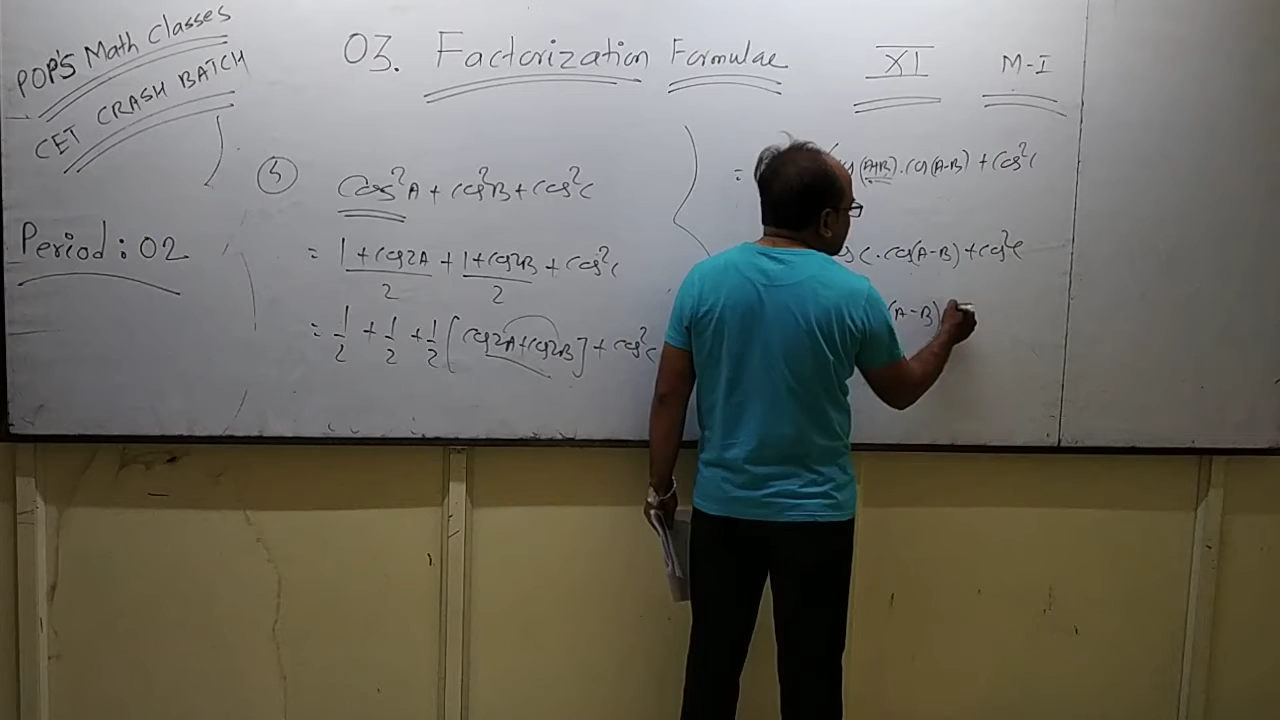 POP'S Math Classes
CET CRASH BATCH
03. Factorization Formulae
XI M-I
Period: 02
5
Cos²A + Cos²B + Cos²C
= 1 + Cos2A / 2 + 1 + Cos2B / 2 + Cos²C
= 1/2 + 1/2 + 1/2 [Cos2A + Cos2B] + Cos²C
= (A+B).Cos(A-B) + Cos²C
C.Cos(A-B) + Cos²C
(A-B)